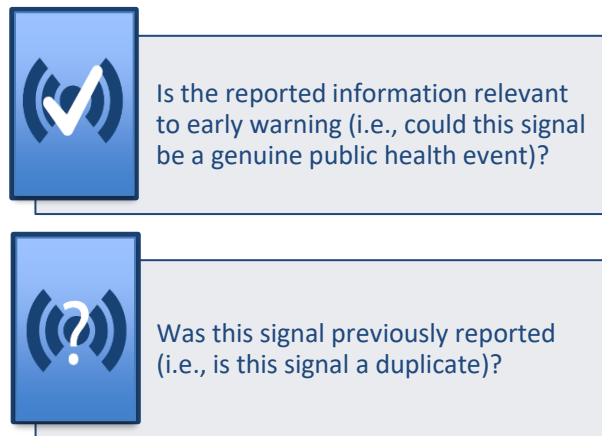 Is the reported information relevant
to early warning (i.e., could this signal
be a genuine public health event)?
?
Was this signal previously reported
(i.e., is this signal a duplicate)?